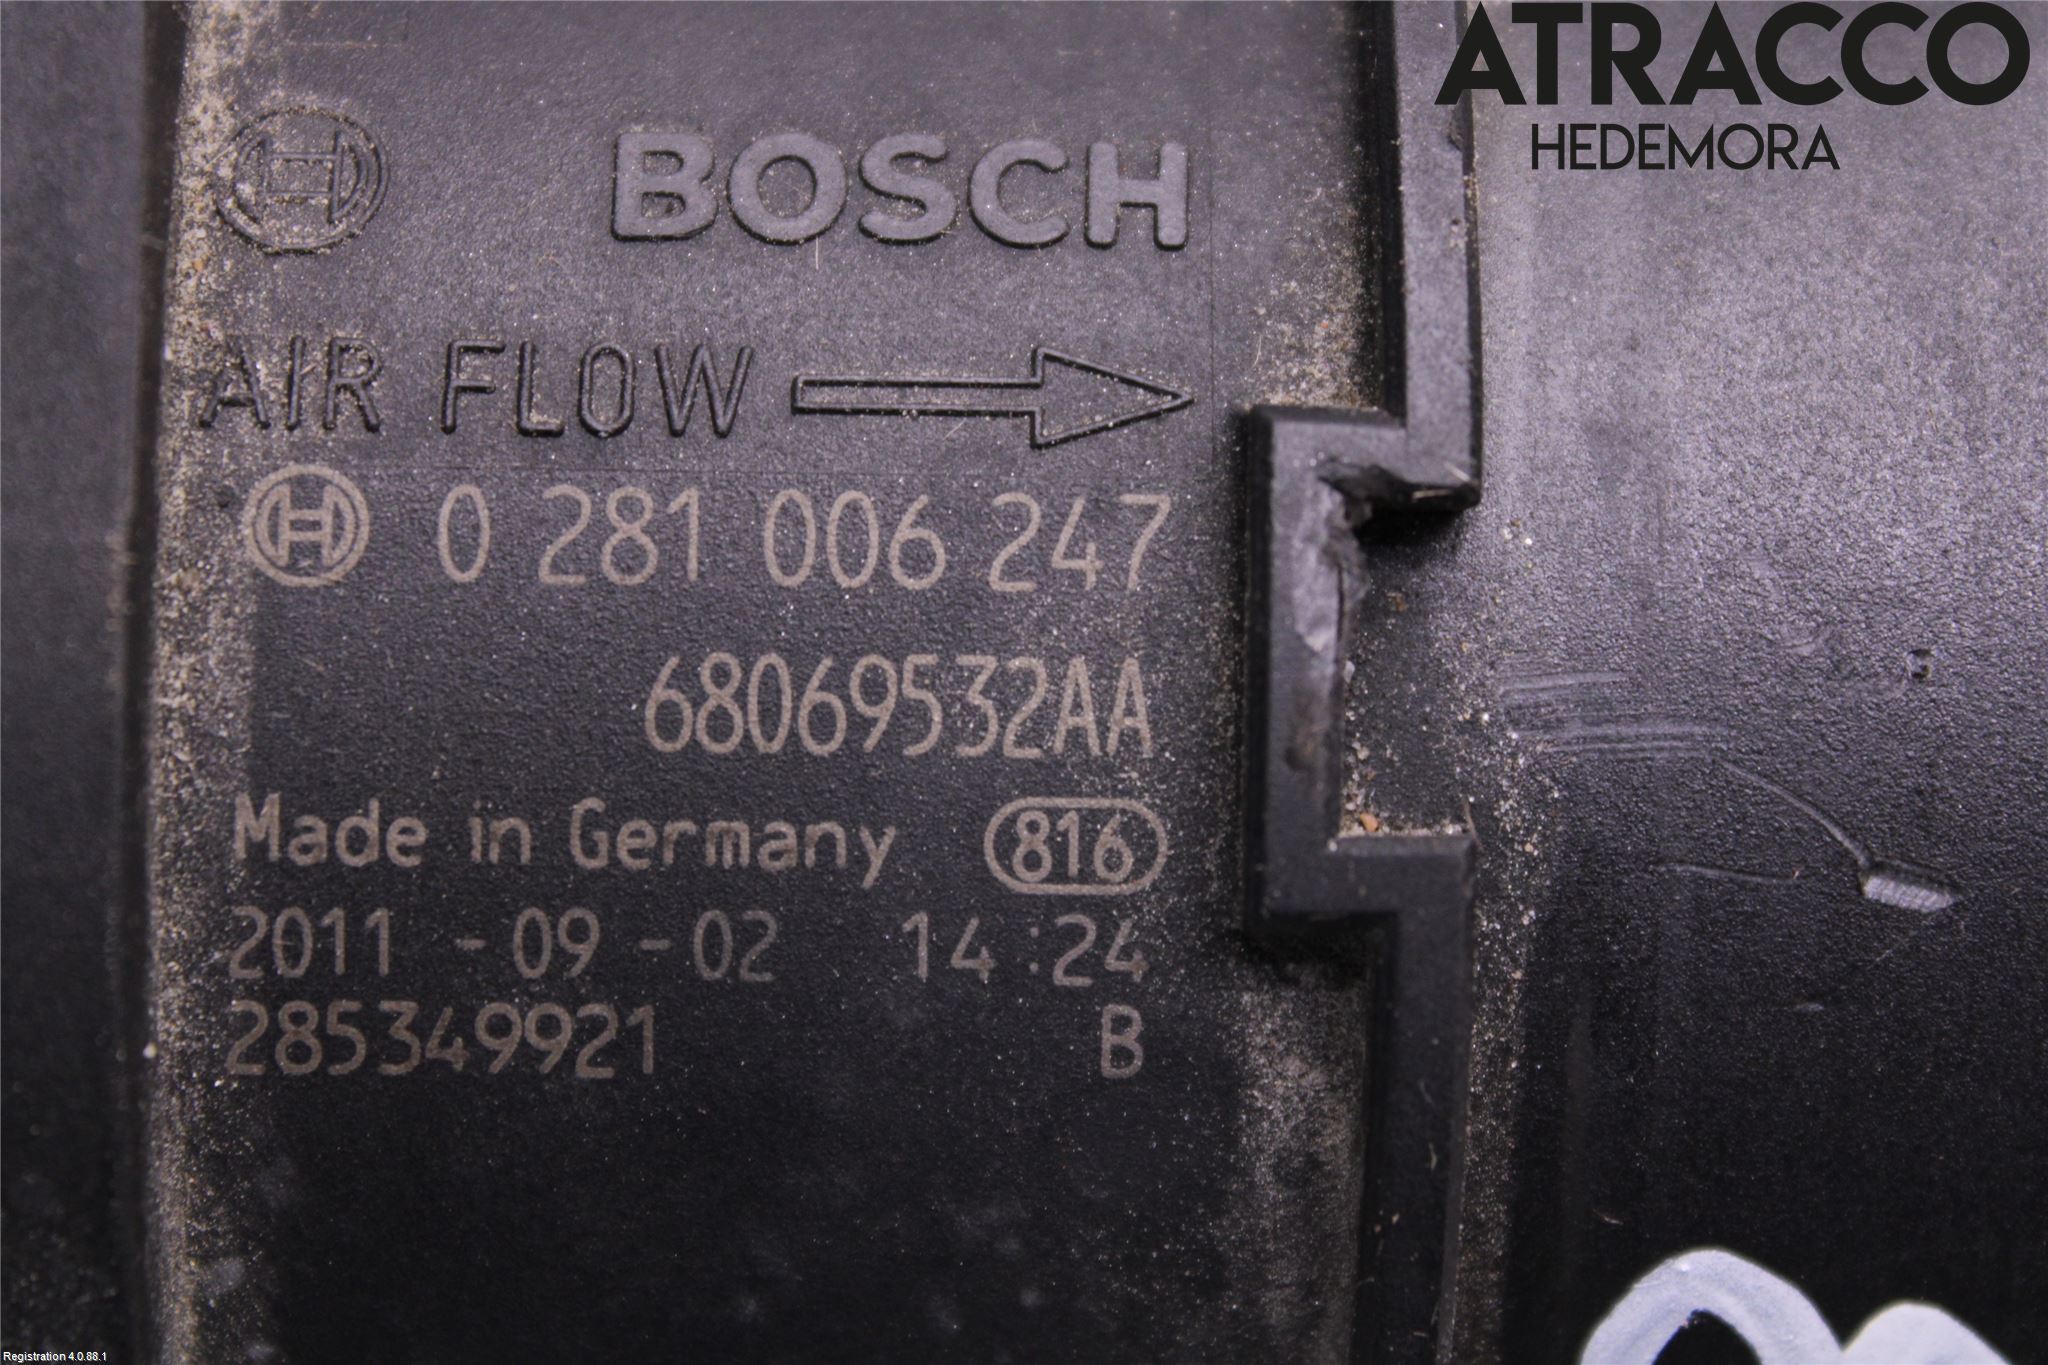 ATRACCO
HEDEMORA
BOSCH
AIR FLOW
0 281 006 247
68069532AA
Made in Germany 816
2011 -09 -02 14 :24
285349921 B
Registration 4.0.88.1